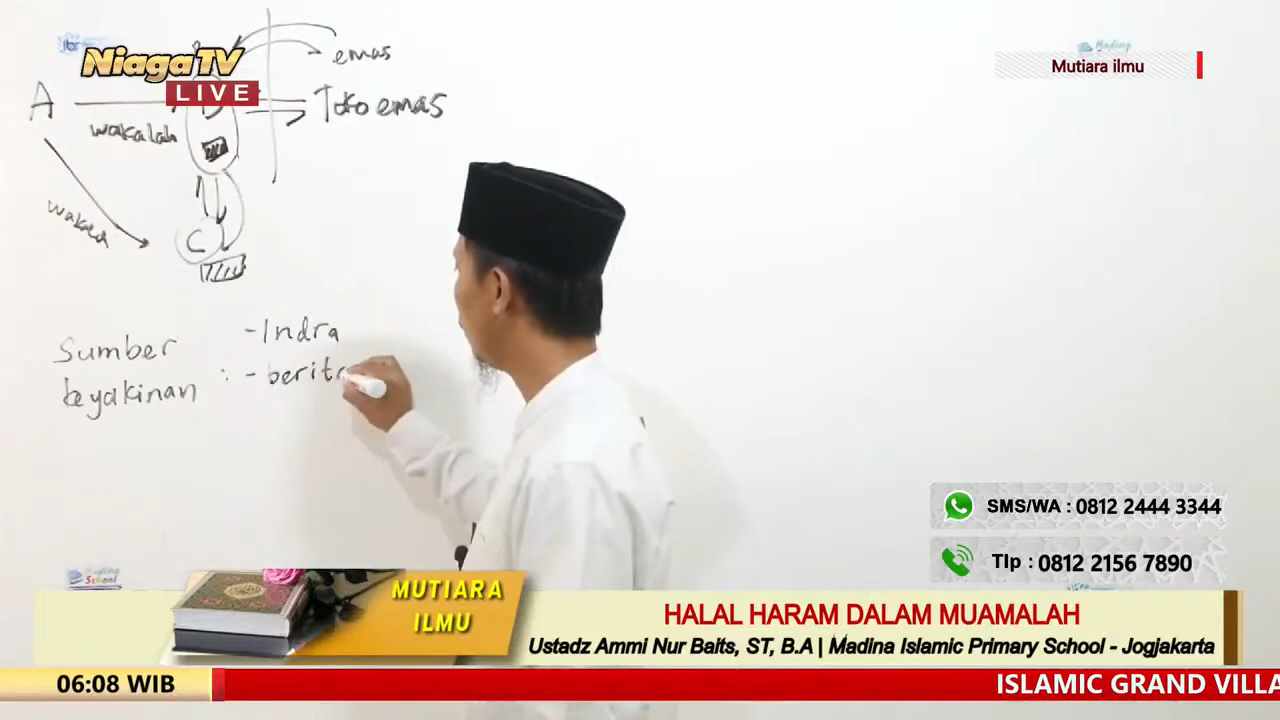 NiagaTV
LIVE
Mutiara ilmu
emas
A
Toko emas
wakalah
C
Sumber
keyakinan :
- Indra
- berita
SMS/WA : 0812 2444 3344
Tlp : 0812 2156 7890
MUTIARA
ILMU
HALAL HARAM DALAM MUAMALAH
Ustadz Ammi Nur Baits, ST, B.A | Madina Islamic Primary School - Jogjakarta
06:08 WIB
ISLAMIC GRAND VILLA